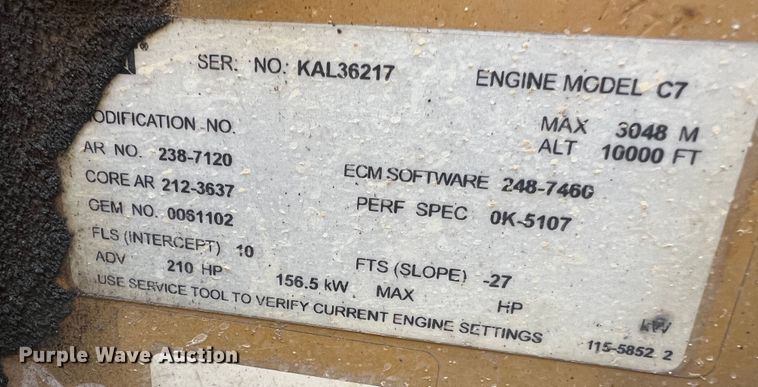 SER. NO. KAL36217 ENGINE MODEL C7
MODIFICATION NO. MAX 3048 M
ALT 10000 FT
AR NO. 238-7120
CORE AR 212-3637 ECM SOFTWARE 248-7460
OEM NO. 0061102 PERF SPEC 0K-5107
FLS (INTERCEPT) 10 FTS (SLOPE) -27
ADV 210 HP 156.5 kW MAX HP kW
USE SERVICE TOOL TO VERIFY CURRENT ENGINE SETTINGS 115-5852 2
Purple Wave Auction